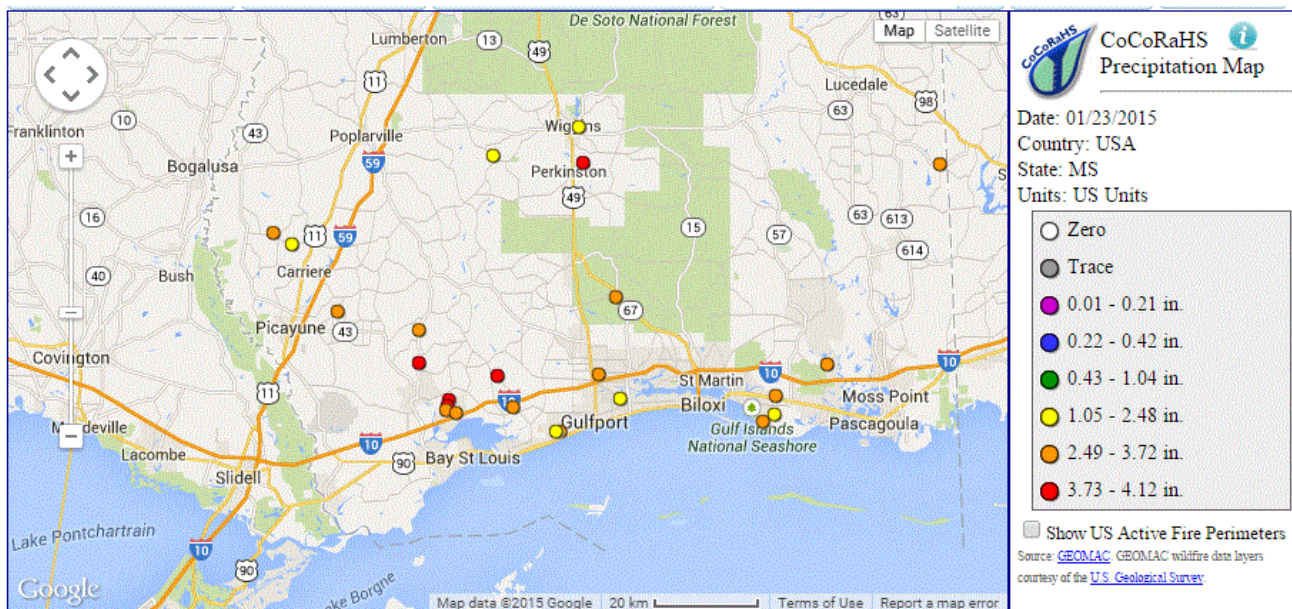 De Soto National Forest
63
Map
Satellite
Lumberton
13
49
11
Lucedale
98
63
Franklinton
10
43
Poplarville
Wiggins
59
Bogalusa
Perkinston
49
16
15
63
613
57
11
59
614
40
Bush
Carriere
67
Picayune
43
Covington
10
St Martin
10
11
Moss Point
10
Biloxi
Gulfport
Pascagoula
Gulf Islands
National Seashore
10
Lacombe
Bay St Louis
90
Slidell
Lake Pontchartrain
10
90
Lake Borgne
Google
Map data ©2015 Google
20 km
Terms of Use
Report a map error
CoCoRaHS
CoCoRaHS
Precipitation Map
i
Date: 01/23/2015
Country: USA
State: MS
Units: US Units
Zero
Trace
0.01 - 0.21 in.
0.22 - 0.42 in.
0.43 - 1.04 in.
1.05 - 2.48 in.
2.49 - 3.72 in.
3.73 - 4.12 in.
Show US Active Fire Perimeters
Source: GEOMAC. GEOMAC wildfire data layers
courtesy of the U.S. Geological Survey.